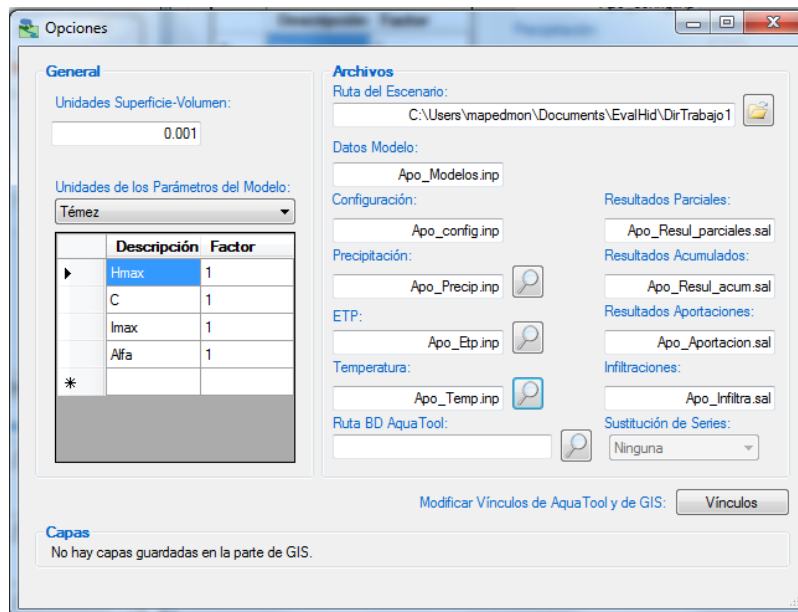 Opciones
General
Unidades Superficie-Volumen:
0.001
Unidades de los Parámetros del Modelo:
Témez
Descripción Factor
Hmax 1
C 1
Imax 1
Alfa 1
Archivos
Ruta del Escenario:
C:\Users\mapedmon\Documents\EvalHid\DirTrabajo1
Datos Modelo:
Apo_Modelos.inp
Configuración:
Apo_config.inp
Precipitación:
Apo_Precip.inp
ETP:
Apo_Etp.inp
Temperatura:
Apo_Temp.inp
Ruta BD AquaTool:
Resultados Parciales:
Apo_Resul_parciales.sal
Resultados Acumulados:
Apo_Resul_acum.sal
Resultados Aportaciones:
Apo_Aportacion.sal
Infiltraciones:
Apo_Infiltra.sal
Sustitución de Series:
Ninguna
Modificar Vínculos de AquaTool y de GIS: Vínculos
Capas
No hay capas guardadas en la parte de GIS.